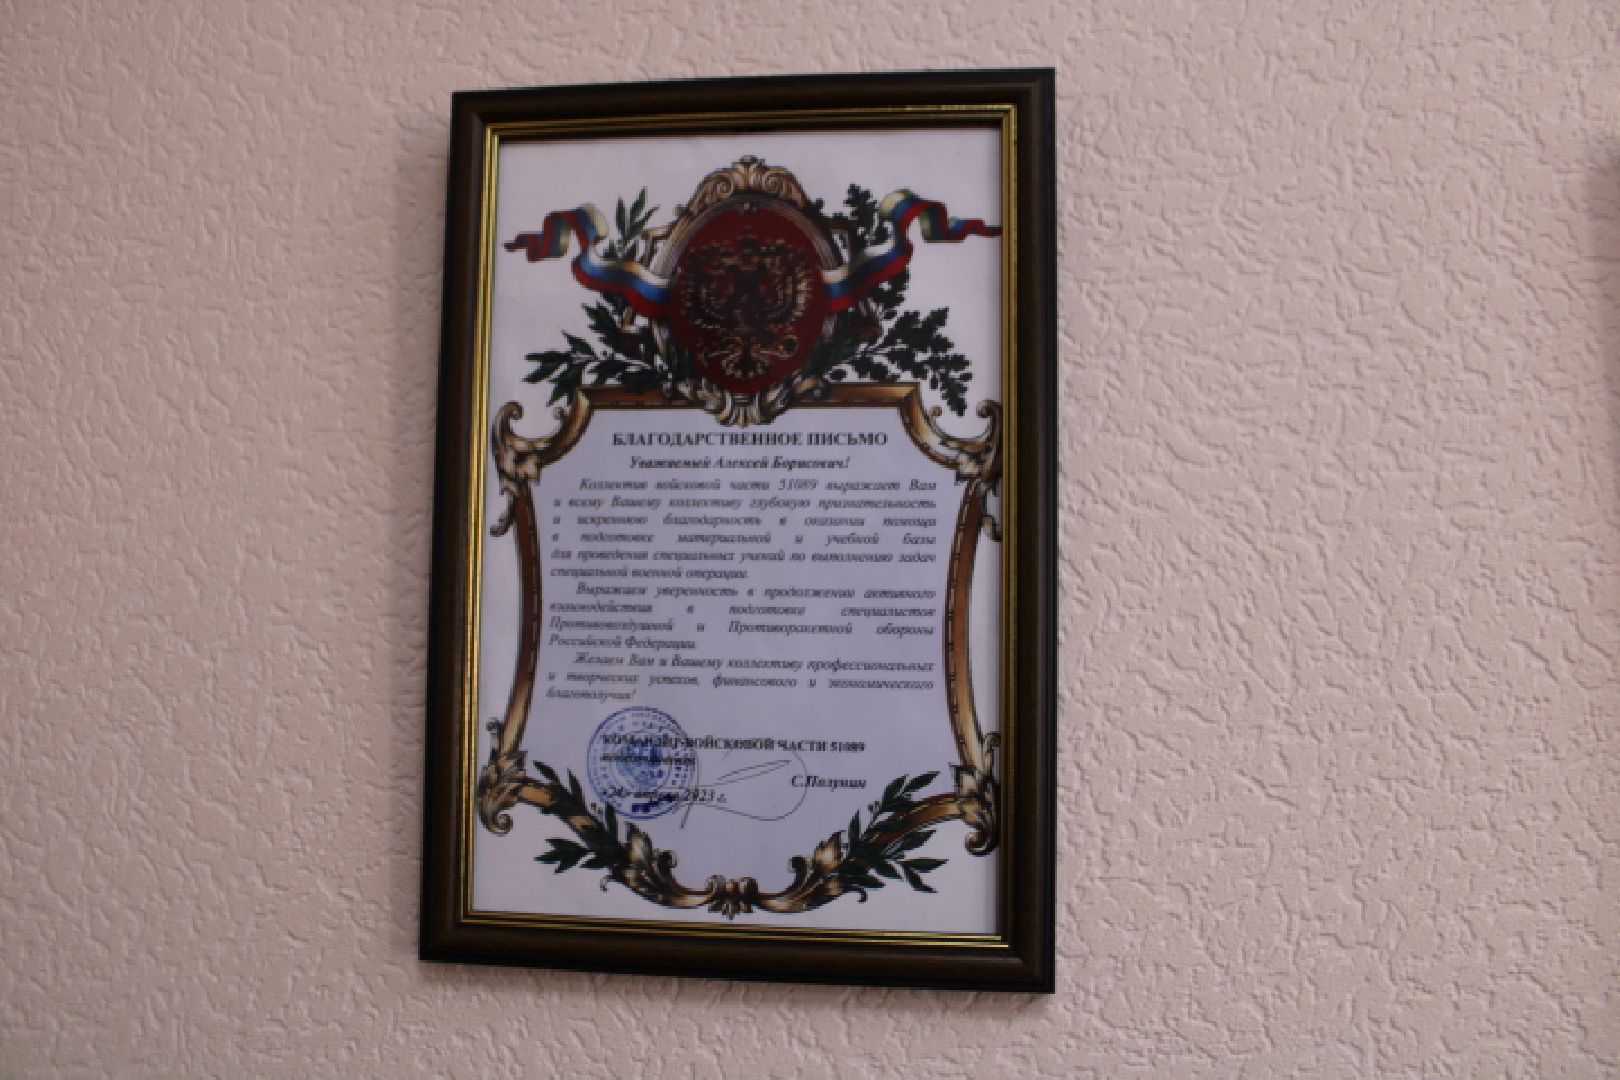 БЛАГОДАРСТВЕННОЕ ПИСЬМО
Уважаемый Алексей Борисович!
Коллектив войсковой части 51089 выражает Вам
и всему Вашему коллективу глубокую признательность
и искреннюю благодарность в оказании помощи
в подготовке материальной и учебной базы
для проведения специальных учений по выполнению задач
специальной военной операции.
Выражаем уверенность в продолжении активного
взаимодействия в подготовке специалистов
Противовоздушной и Противоракетной обороны
Российской Федерации.
Желаем Вам и Вашему коллективу профессиональных
и творческих успехов, финансового и экономического
благополучия!
КОМАНДИР ВОЙСКОВОЙ ЧАСТИ 51089
С.Полунин
апреля 2023 г.